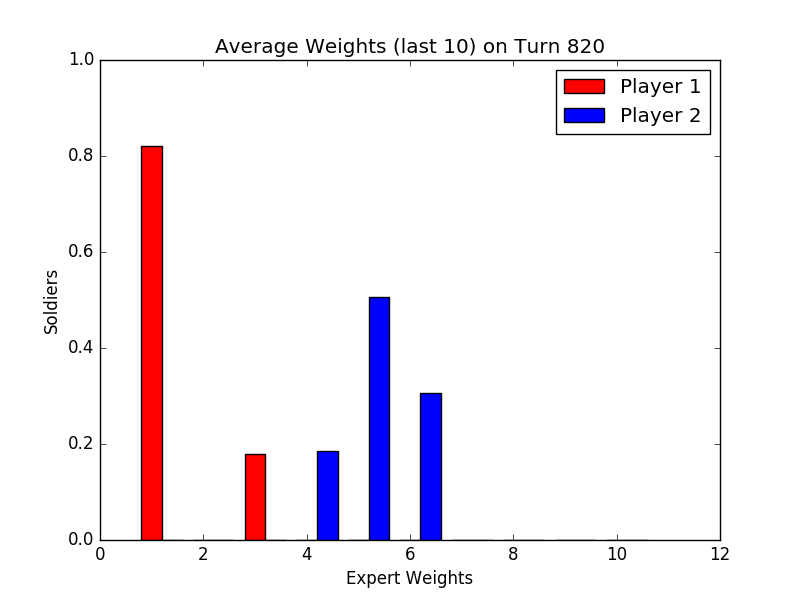 Average Weights (last 10) on Turn 820
Player 1
Player 2
1.0
0.8
0.6
0.4
0.2
0.0
Soldiers
0 2 4 6 8 10 12
Expert Weights